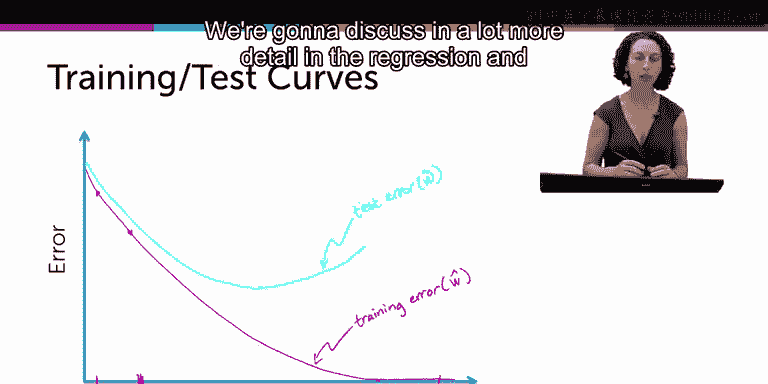 We're gonna discuss in a lot more
detail in the regression and
Training/Test Curves
Error
test error(ŵ)
training error(ŵ)